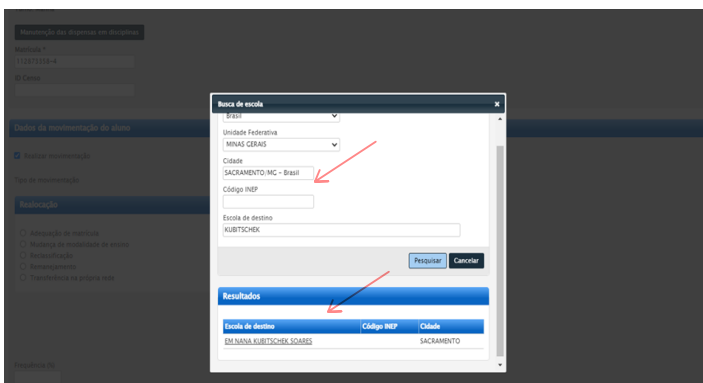 Manutenção das dispensas em disciplinas
Matrícula *
ID Censo
Dados da movimentação do aluno
Realizar movimentação
Tipo de movimentação
Realocação
Adequação de matrícula
Mudança de modalidade de ensino
Reclassificação
Remanejamento
Transferência na própria rede
Frequência (%)
Busca de escola
x
Brasil
Unidade Federativa
MINAS GERAIS
Cidade
SACRAMENTO/MG - Brasil
Código INEP
Escola de destino
KUBITSCHEK
Pesquisar Cancelar
Resultados
Escola de destino Código INEP Cidade
EM NANA KUBITSCHEK SOARES SACRAMENTO